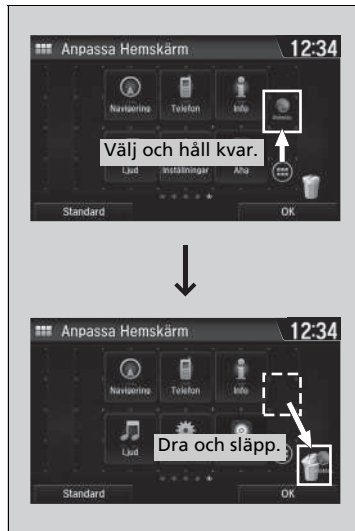 Anpassa Hemskärm 12:34
Navigering Telefon Info
Välj och håll kvar.
Ljud Inställningar Aha
Standard OK
Anpassa Hemskärm 12:34
Navigering Telefon Info
Ljud
Dra och släpp.
Standard OK